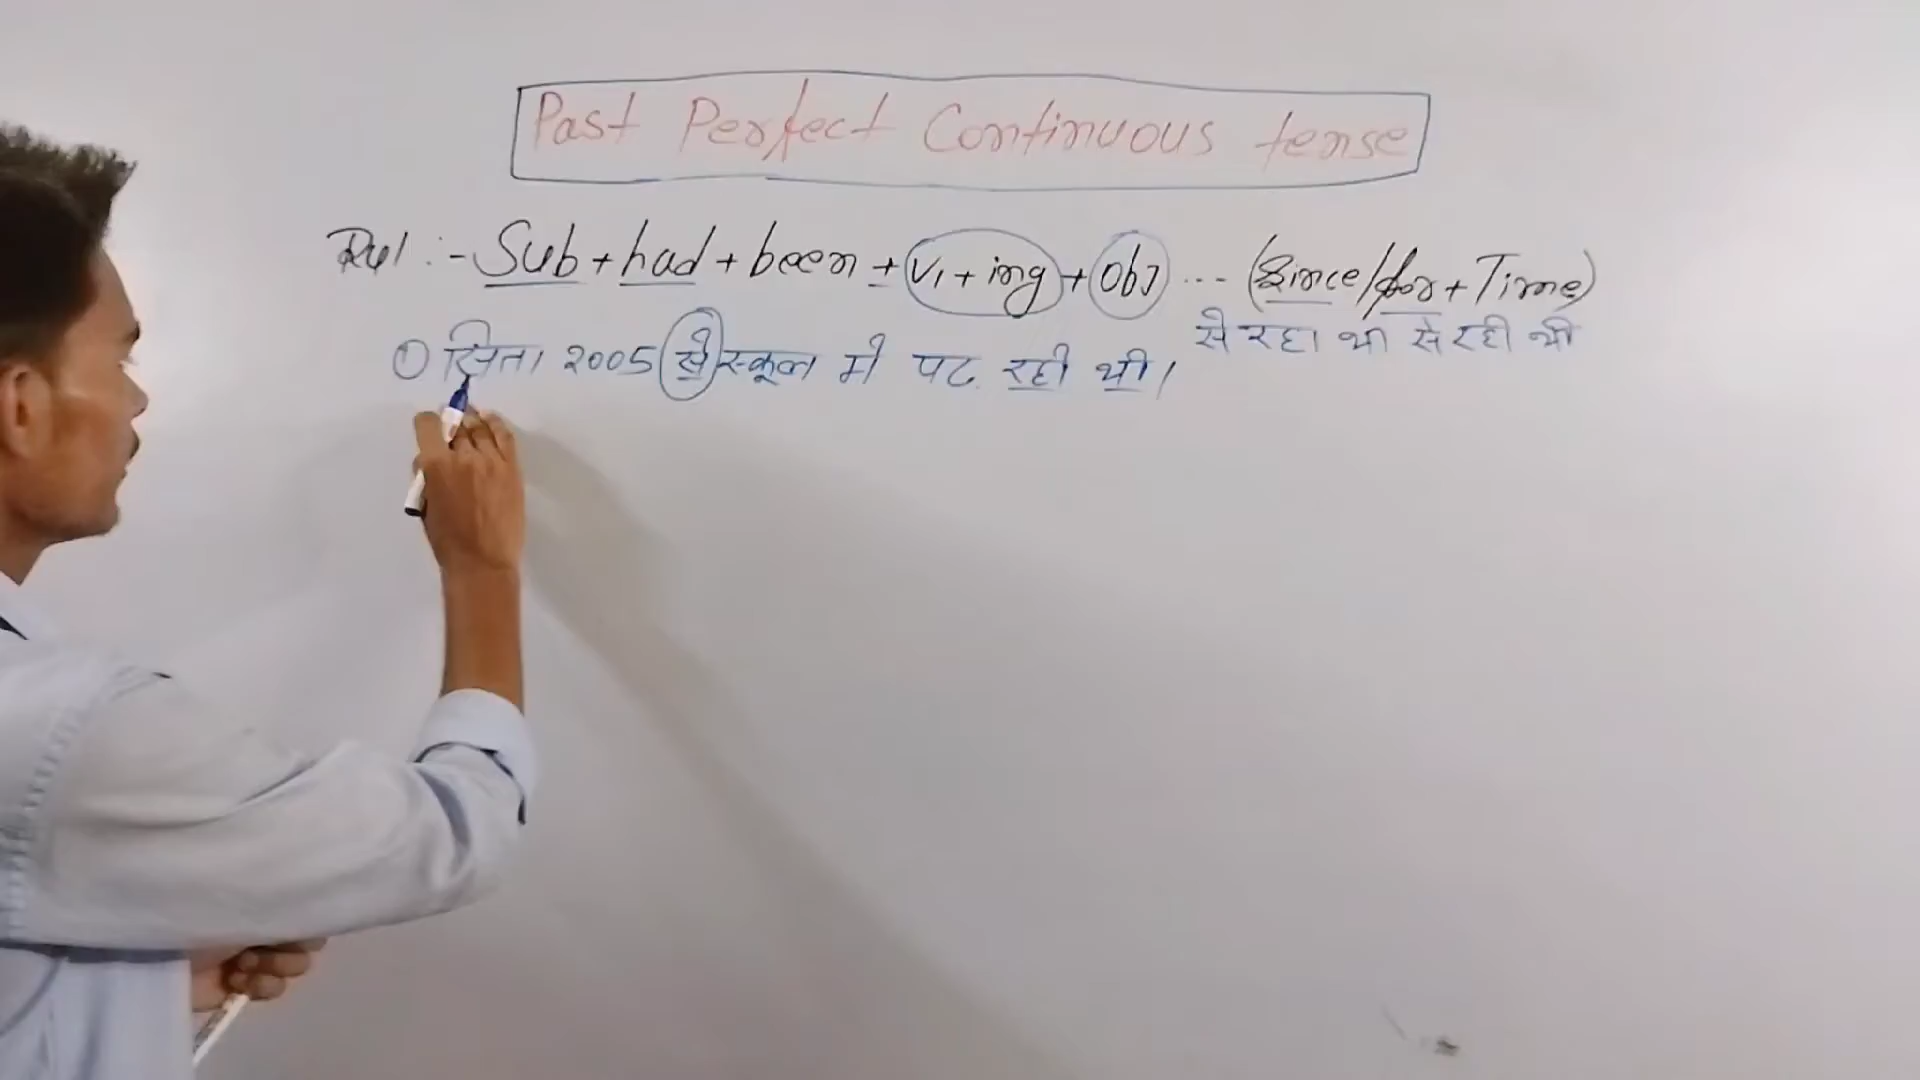 Past Perfect Continuous tense
Rul :- Sub + had + been + (V1 + ing) + (obj) ... (Since/for + Time)
से रहा था से रही थी
① सिता 2005 से स्कूल में पढ रही थी।